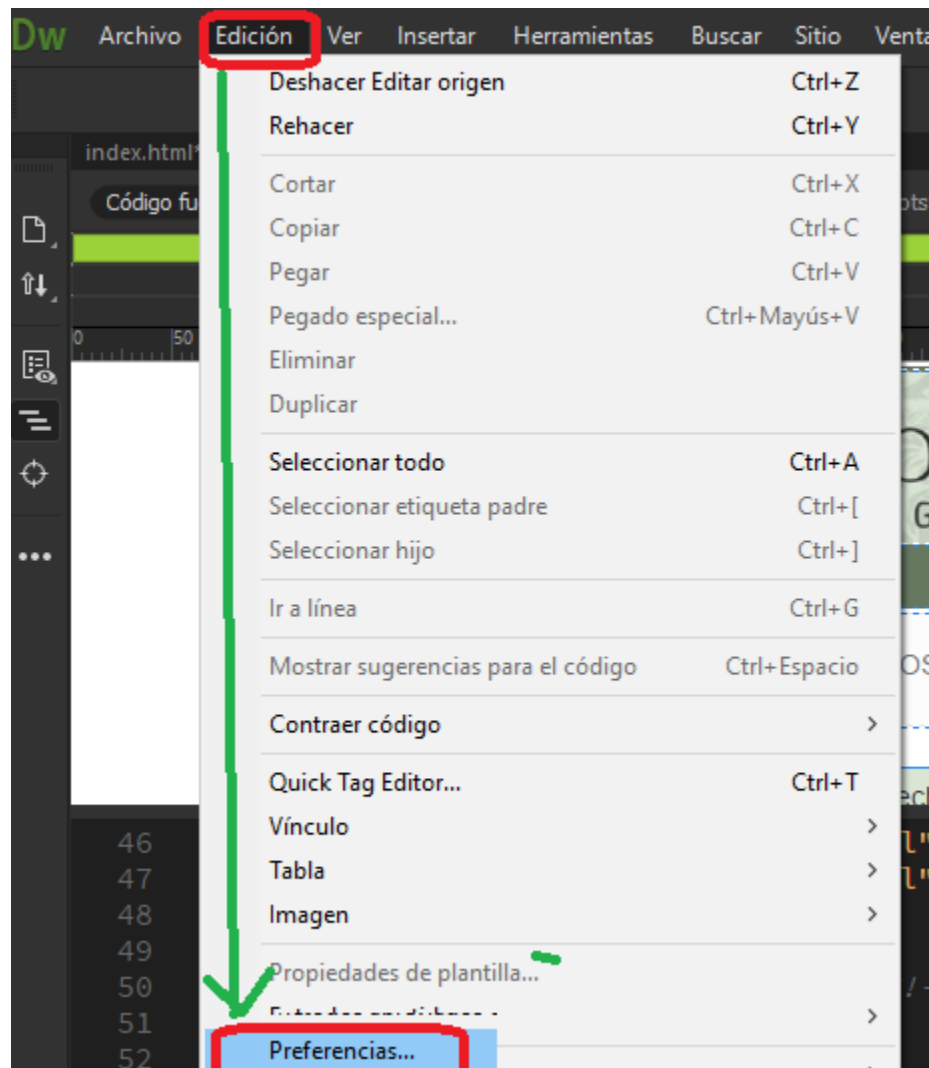 Dw Archivo Edición Ver Insertar Herramientas Buscar Sitio Venta
Deshacer Editar origen Ctrl+Z
Rehacer Ctrl+Y
index.html*
Cortar Ctrl+X
Código fu
Copiar Ctrl+C
Pegar Ctrl+V
Pegado especial... Ctrl+Mayús+V
0 50
Eliminar
Duplicar
Seleccionar todo Ctrl+A
Seleccionar etiqueta padre Ctrl+[
Seleccionar hijo Ctrl+]
Ir a línea Ctrl+G
Mostrar sugerencias para el código Ctrl+Espacio
Contraer código >
Quick Tag Editor... Ctrl+T
Vínculo >
46 l"
Tabla >
47 l"
Imagen >
48
49
Propiedades de plantilla...
50
51
Preferencias...
52